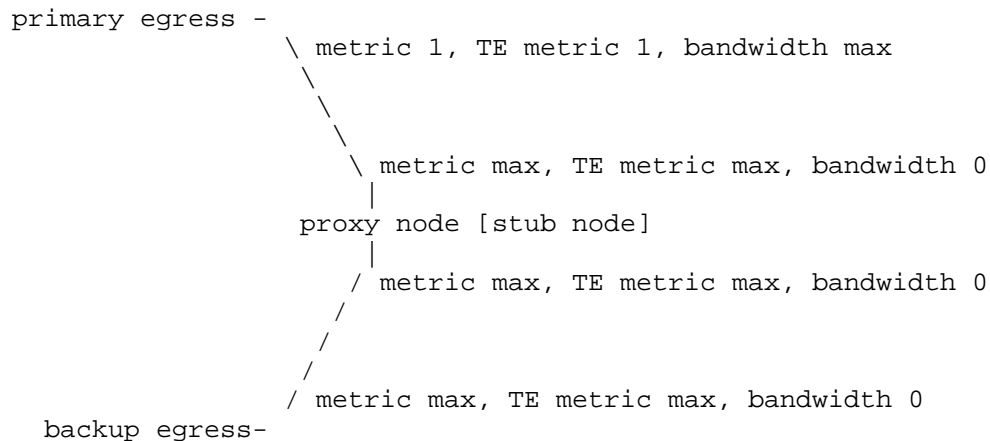 primary egress -
\ metric 1, TE metric 1, bandwidth max
\
\
\
\ metric max, TE metric max, bandwidth 0
|
proxy node [stub node]
|
/ metric max, TE metric max, bandwidth 0
/
/
/
/ metric max, TE metric max, bandwidth 0
backup egress-